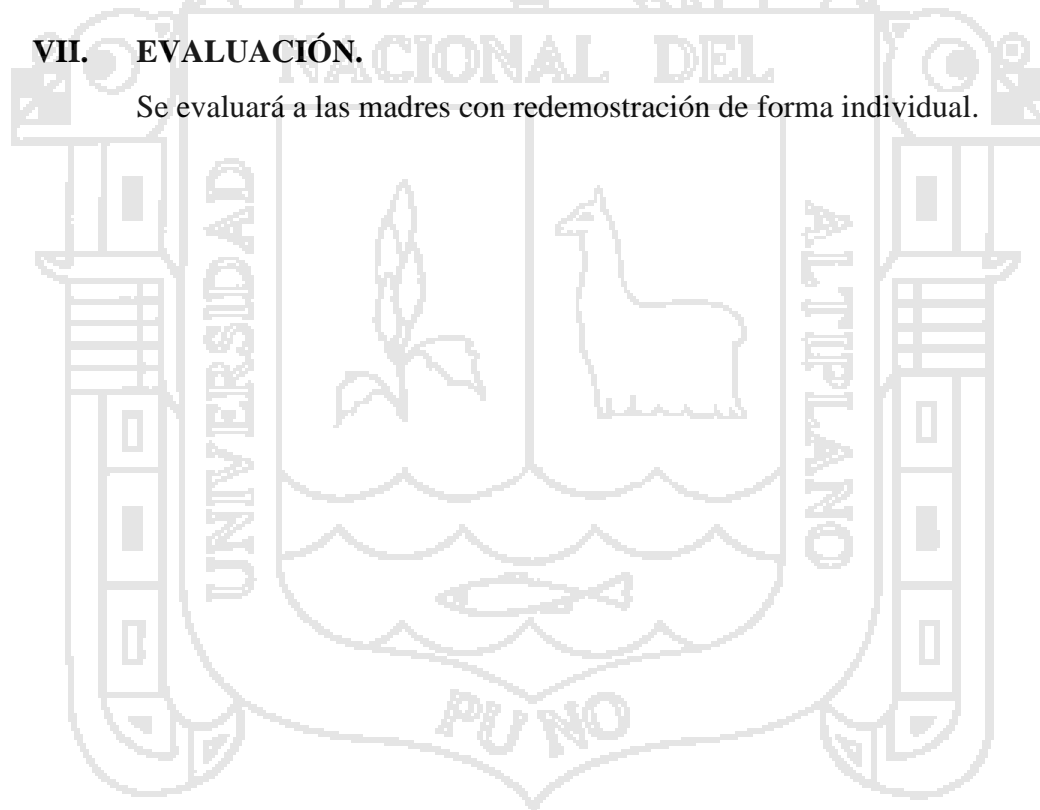 VII. EVALUACIÓN.
NACIONAL DEL
Se evaluará a las madres con redemostración de forma individual.
UNIVERSIDAD
ALTIPLANO
PUNO